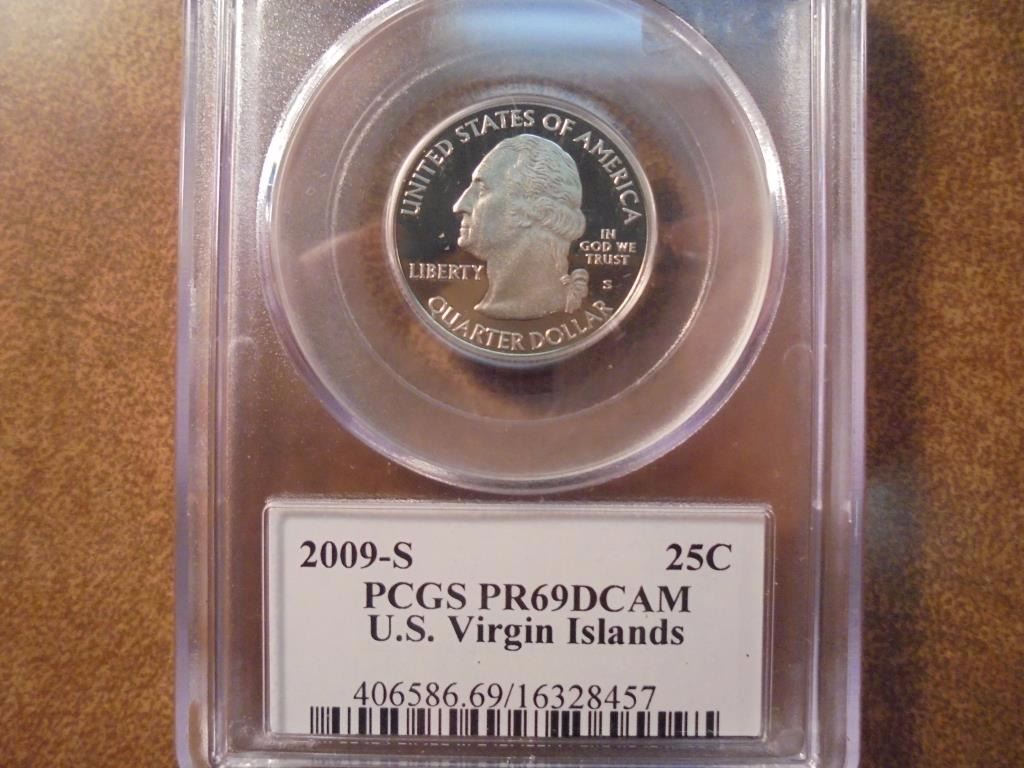 UNITED STATES OF AMERICA
IN
GOD WE
TRUST
LIBERTY
S
QUARTER DOLLAR
2009-S 25C
PCGS PR69DCAM
U.S. Virgin Islands
406586.69/16328457